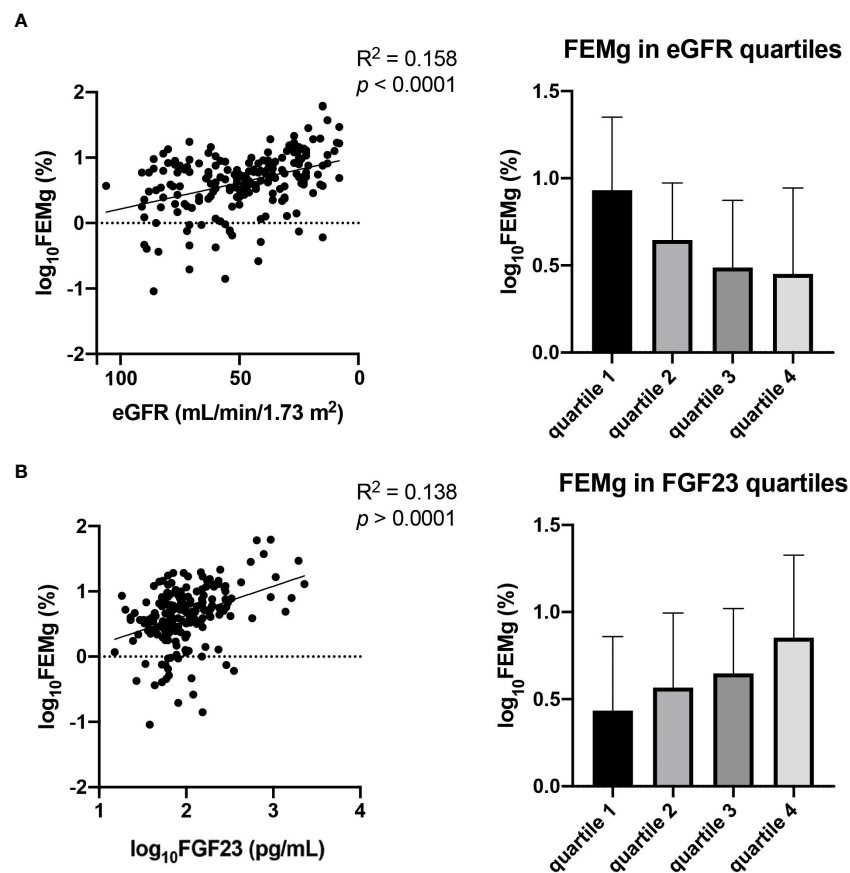 A
R² = 0.158
p < 0.0001
FEMg in eGFR quartiles
2
1
0
-1
-2
log₁₀FEMg (%)
100
50
0
eGFR (mL/min/1.73 m²)
1.5
1.0
0.5
0.0
log₁₀FEMg (%)
quartile 1
quartile 2
quartile 3
quartile 4
B
R² = 0.138
p > 0.0001
FEMg in FGF23 quartiles
2
1
0
-1
-2
log₁₀FEMg (%)
1
2
3
4
log₁₀FGF23 (pg/mL)
1.5
1.0
0.5
0.0
log₁₀FEMg (%)
quartile 1
quartile 2
quartile 3
quartile 4